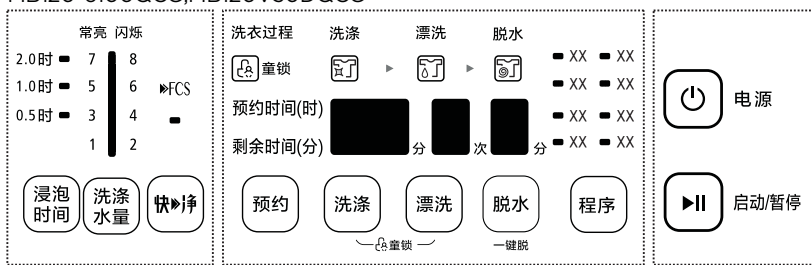 常亮 闪烁
2.0时 7 8
1.0时 5 6 FCS
0.5时 3 4
1 2
浸泡时间
洗涤水量
快净
洗衣过程 洗涤 漂洗 脱水
童锁
预约时间(时)
剩余时间(分) 分 次 分
XX XX
XX XX
XX XX
XX XX
预约 洗涤 漂洗 脱水 程序
童锁 一键脱
电源
启动/暂停